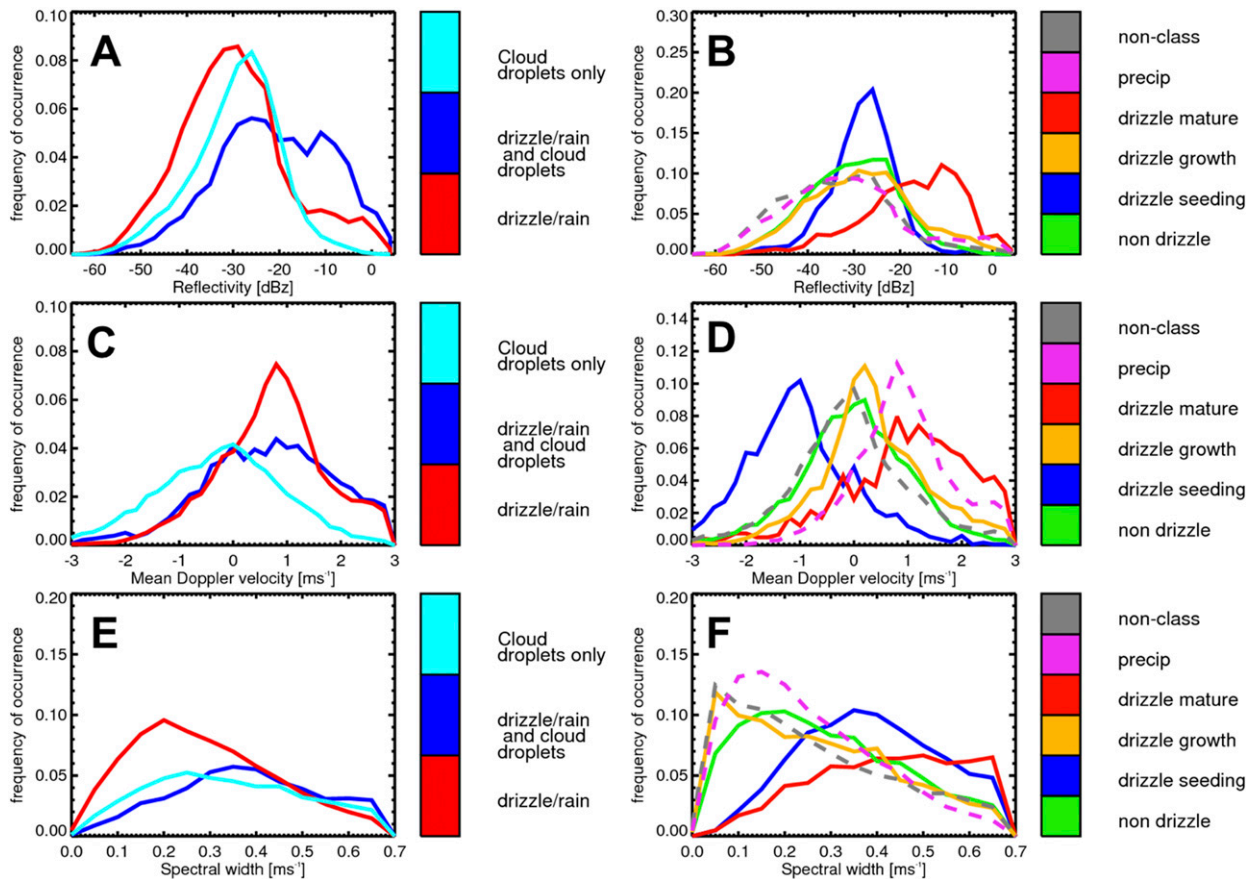 A
0.10
0.08
0.06
0.04
0.02
0.00
frequency of occurrence
-60 -50 -40 -30 -20 -10 0
Reflectivity [dBz]
Cloud
droplets only
drizzle/rain
and cloud
droplets
drizzle/rain
B
0.30
0.25
0.20
0.15
0.10
0.05
0.00
frequency of occurrence
-60 -50 -40 -30 -20 -10 0
Reflectivity [dBz]
non-class
precip
drizzle mature
drizzle growth
drizzle seeding
non drizzle
C
0.10
0.08
0.06
0.04
0.02
0.00
frequency of occurrence
-3 -2 -1 0 1 2 3
Mean Doppler velocity [ms⁻¹]
Cloud
droplets only
drizzle/rain
and cloud
droplets
drizzle/rain
D
0.14
0.12
0.10
0.08
0.06
0.04
0.02
0.00
frequency of occurrence
-3 -2 -1 0 1 2 3
Mean Doppler velocity [ms⁻¹]
non-class
precip
drizzle mature
drizzle growth
drizzle seeding
non drizzle
E
0.20
0.15
0.10
0.05
0.00
frequency of occurrence
0.0 0.1 0.2 0.3 0.4 0.5 0.6 0.7
Spectral width [ms⁻¹]
Cloud
droplets only
drizzle/rain
and cloud
droplets
drizzle/rain
F
0.20
0.15
0.10
0.05
0.00
frequency of occurrence
0.0 0.1 0.2 0.3 0.4 0.5 0.6 0.7
Spectral width [ms⁻¹]
non-class
precip
drizzle mature
drizzle growth
drizzle seeding
non drizzle